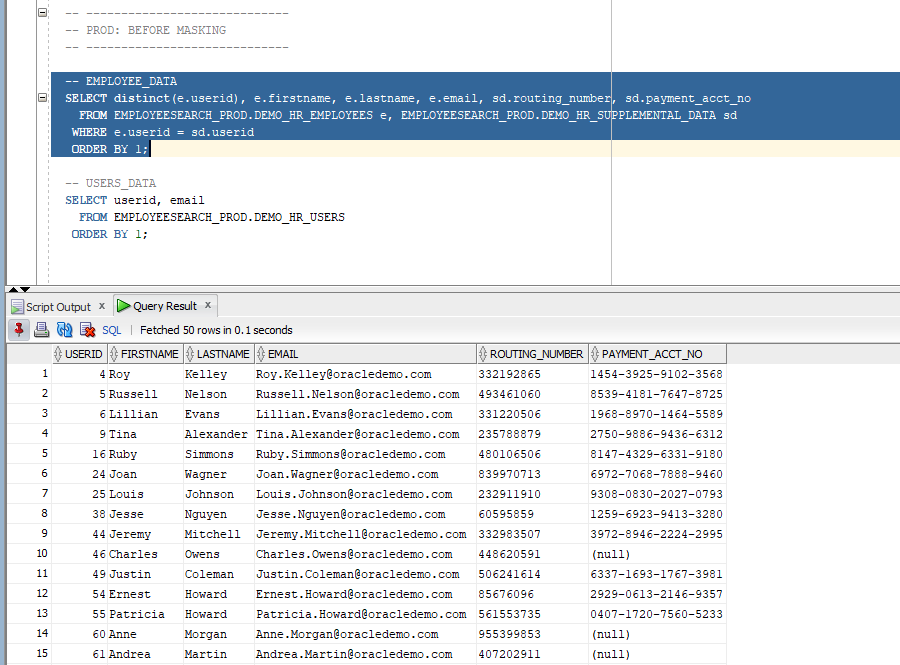 -- -----------------------------
-- PROD: BEFORE MASKING
-- -----------------------------
-- EMPLOYEE_DATA
SELECT distinct(e.userid), e.firstname, e.lastname, e.email, sd.routing_number, sd.payment_acct_no
FROM EMPLOYEESEARCH_PROD.DEMO_HR_EMPLOYEES e, EMPLOYEESEARCH_PROD.DEMO_HR_SUPPLEMENTAL_DATA sd
WHERE e.userid = sd.userid
ORDER BY 1;
-- USERS_DATA
SELECT userid, email
FROM EMPLOYEESEARCH_PROD.DEMO_HR_USERS
ORDER BY 1;
Script Output x Query Result x
SQL | Fetched 50 rows in 0.1 seconds
USERID FIRSTNAME LASTNAME EMAIL ROUTING_NUMBER PAYMENT_ACCT_NO
1 4 Roy Kelley Roy.Kelley@oracledemo.com 332192865 1454-3925-9102-3568
2 5 Russell Nelson Russell.Nelson@oracledemo.com 493461060 8539-4181-7647-8725
3 6 Lillian Evans Lillian.Evans@oracledemo.com 331220506 1968-8970-1464-5589
4 9 Tina Alexander Tina.Alexander@oracledemo.com 235788879 2750-9886-9436-6312
5 16 Ruby Simmons Ruby.Simmons@oracledemo.com 480106506 8147-4329-6331-9180
6 24 Joan Wagner Joan.Wagner@oracledemo.com 839970713 6972-7068-7888-9460
7 25 Louis Johnson Louis.Johnson@oracledemo.com 232911910 9308-0830-2027-0793
8 38 Jesse Nguyen Jesse.Nguyen@oracledemo.com 60595859 1259-6923-9413-3280
9 44 Jeremy Mitchell Jeremy.Mitchell@oracledemo.com 332983507 3972-8946-2224-2995
10 46 Charles Owens Charles.Owens@oracledemo.com 448620591 (null)
11 49 Justin Coleman Justin.Coleman@oracledemo.com 506241614 6337-1693-1767-3981
12 54 Ernest Howard Ernest.Howard@oracledemo.com 85676096 2929-0613-2146-9357
13 55 Patricia Howard Patricia.Howard@oracledemo.com 561553735 0407-1720-7560-5233
14 60 Anne Morgan Anne.Morgan@oracledemo.com 955399853 (null)
15 61 Andrea Martin Andrea.Martin@oracledemo.com 407202911 (null)